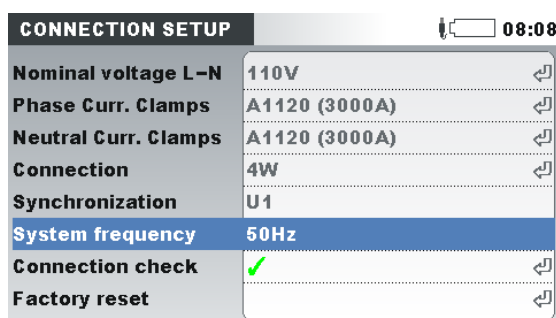 CONNECTION SETUP 08:08
Nominal voltage L-N 110V
Phase Curr. Clamps A1120 (3000A)
Neutral Curr. Clamps A1120 (3000A)
Connection 4W
Synchronization U1
System frequency 50Hz
Connection check ✓
Factory reset